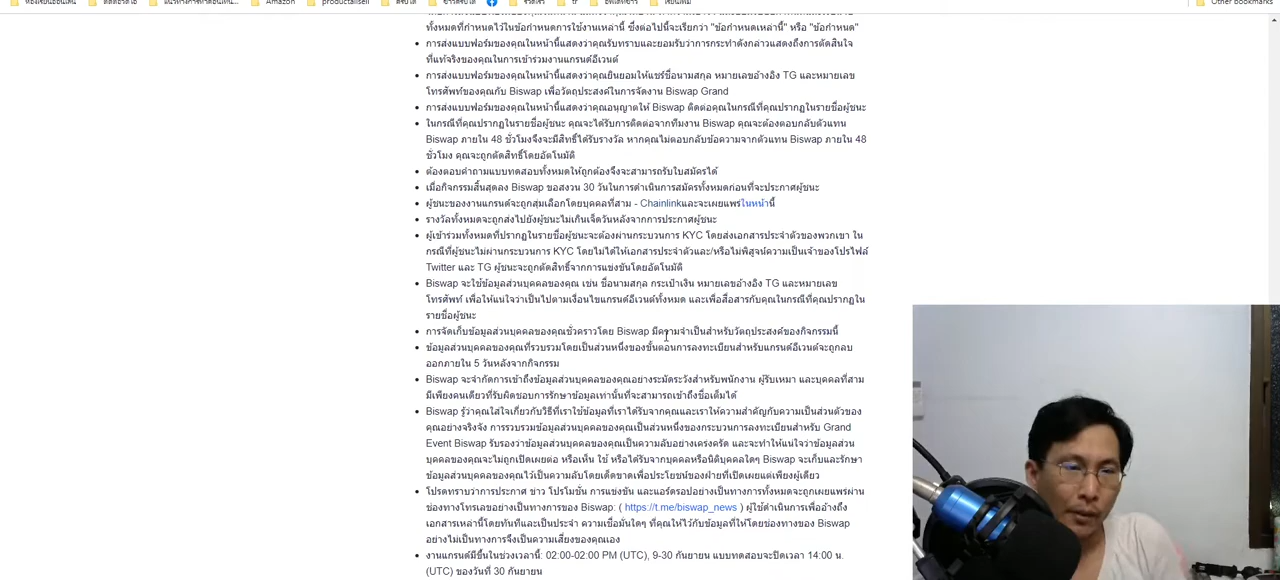 ห้องเรียนออนไลน์
Amazon
productallsell
tr
เรียนพิมพ์
Other bookmarks
ทั้งหมดที่กำหนดไว้ในข้อกำหนดการใช้งานเหล่านี้ ซึ่งต่อไปนี้จะเรียกว่า "ข้อกำหนดเหล่านี้" หรือ "ข้อกำหนด"
การส่งแบบฟอร์มของคุณในหน้านี้แสดงว่าคุณรับทราบและยอมรับว่าการกระทำดังกล่าวแสดงถึงการตัดสินใจ
ที่แท้จริงของคุณในการเข้าร่วมงานแกรนด์อีเวนต์
การส่งแบบฟอร์มของคุณในหน้านี้แสดงว่าคุณยินยอมให้แชร์ชื่อนามสกุล หมายเลขอ้างอิง TG และหมายเลข
โทรศัพท์ของคุณกับ Biswap เพื่อวัตถุประสงค์ในการจัดงาน Biswap Grand
การส่งแบบฟอร์มของคุณในหน้านี้แสดงว่าคุณอนุญาตให้ Biswap ติดต่อคุณในกรณีที่คุณปรากฏในรายชื่อผู้ชนะ
ในกรณีที่คุณปรากฏในรายชื่อผู้ชนะ คุณจะได้รับการติดต่อจากทีมงาน Biswap คุณจะต้องตอบกลับตัวแทน
Biswap ภายใน 48 ชั่วโมงจึงจะมีสิทธิ์ได้รับรางวัล หากคุณไม่ตอบกลับข้อความจากตัวแทน Biswap ภายใน 48
ชั่วโมง คุณจะถูกตัดสิทธิ์โดยอัตโนมัติ
ต้องตอบคำถามแบบทดสอบทั้งหมดให้ถูกต้องจึงจะสามารถรับใบสมัครได้
เมื่อกิจกรรมสิ้นสุดลง Biswap ขอสงวน 30 วันในการดำเนินการสมัครทั้งหมดก่อนที่จะประกาศผู้ชนะ
ผู้ชนะของงานแกรนด์จะถูกสุ่มเลือกโดยบุคคลที่สาม - Chainlinkและจะเผยแพร่ในหน้านี้
รางวัลทั้งหมดจะถูกส่งไปยังผู้ชนะไม่เกินเจ็ดวันหลังจากการประกาศผู้ชนะ
ผู้เข้าร่วมทั้งหมดที่ปรากฏในรายชื่อผู้ชนะจะต้องผ่านกระบวนการ KYC โดยส่งเอกสารประจำตัวของพวกเขา ใน
กรณีที่ผู้ชนะไม่ผ่านกระบวนการ KYC โดยไม่ได้ให้เอกสารประจำตัวและ/หรือไม่พิสูจน์ความเป็นเจ้าของโปรไฟล์
Twitter และ TG ผู้ชนะจะถูกตัดสิทธิ์จากการแข่งขันโดยอัตโนมัติ
Biswap จะใช้ข้อมูลส่วนบุคคลของคุณ เช่น ชื่อนามสกุล กระเป๋าเงิน หมายเลขอ้างอิง TG และหมายเลข
โทรศัพท์ เพื่อให้แน่ใจว่าเป็นไปตามเงื่อนไขแกรนด์อีเวนต์ทั้งหมด และเพื่อสื่อสารกับคุณในกรณีที่คุณปรากฏใน
รายชื่อผู้ชนะ
การจัดเก็บข้อมูลส่วนบุคคลของคุณชั่วคราวโดย Biswap มีความจำเป็นสำหรับวัตถุประสงค์ของกิจกรรมนี้
ข้อมูลส่วนบุคคลของคุณที่รวบรวมโดยเป็นส่วนหนึ่งของขั้นตอนการลงทะเบียนสำหรับแกรนด์อีเวนต์จะถูกลบ
ออกภายใน 5 วันหลังจากกิจกรรม
Biswap จะจำกัดการเข้าถึงข้อมูลส่วนบุคคลของคุณอย่างระมัดระวังสำหรับพนักงาน ผู้รับเหมา และบุคคลที่สาม
มีเพียงคนเดียวที่รับผิดชอบการรักษาข้อมูลเท่านั้นที่จะสามารถเข้าถึงชื่อเต็มได้
Biswap รู้ว่าคุณใส่ใจเกี่ยวกับวิธีที่เราใช้ข้อมูลที่เราได้รับจากคุณและเราให้ความสำคัญกับความเป็นส่วนตัวของ
คุณอย่างจริงจัง การรวบรวมข้อมูลส่วนบุคคลของคุณเป็นส่วนหนึ่งของกระบวนการลงทะเบียนสำหรับ Grand
Event Biswap รับรองว่าข้อมูลส่วนบุคคลของคุณเป็นความลับอย่างเคร่งครัด และจะทำให้แน่ใจว่าข้อมูลส่วน
บุคคลของคุณจะไม่ถูกเปิดเผยต่อ หรือเห็น ใช้ หรือได้รับจากบุคคลหรือนิติบุคคลใดๆ Biswap จะเก็บและรักษา
ข้อมูลส่วนบุคคลของคุณไว้เป็นความลับโดยเด็ดขาดเพื่อประโยชน์ของฝ่ายที่เปิดเผยแต่เพียงผู้เดียว
โปรดทราบว่าการประกาศ ข่าว โปรโมชั่น การแข่งขัน และแอร์ดรอปอย่างเป็นทางการทั้งหมดจะถูกเผยแพร่ผ่าน
ช่องทางโทรเลขอย่างเป็นทางการของ Biswap: ( https://t.me/biswap_news ) ผู้ใช้ดำเนินการเพื่ออ้างถึง
เอกสารเหล่านี้โดยทันทีและเป็นประจำ ความเชื่อมั่นใดๆ ที่คุณให้ไว้กับข้อมูลที่ให้โดยช่องทางของ Biswap
อย่างไม่เป็นทางการจึงเป็นความเสี่ยงของคุณเอง
งานแกรนด์มีขึ้นในช่วงเวลานี้: 02:00-02:00 PM (UTC), 9-30 กันยายน แบบทดสอบจะปิดเวลา 14:00 น.
(UTC) ของวันที่ 30 กันยายน